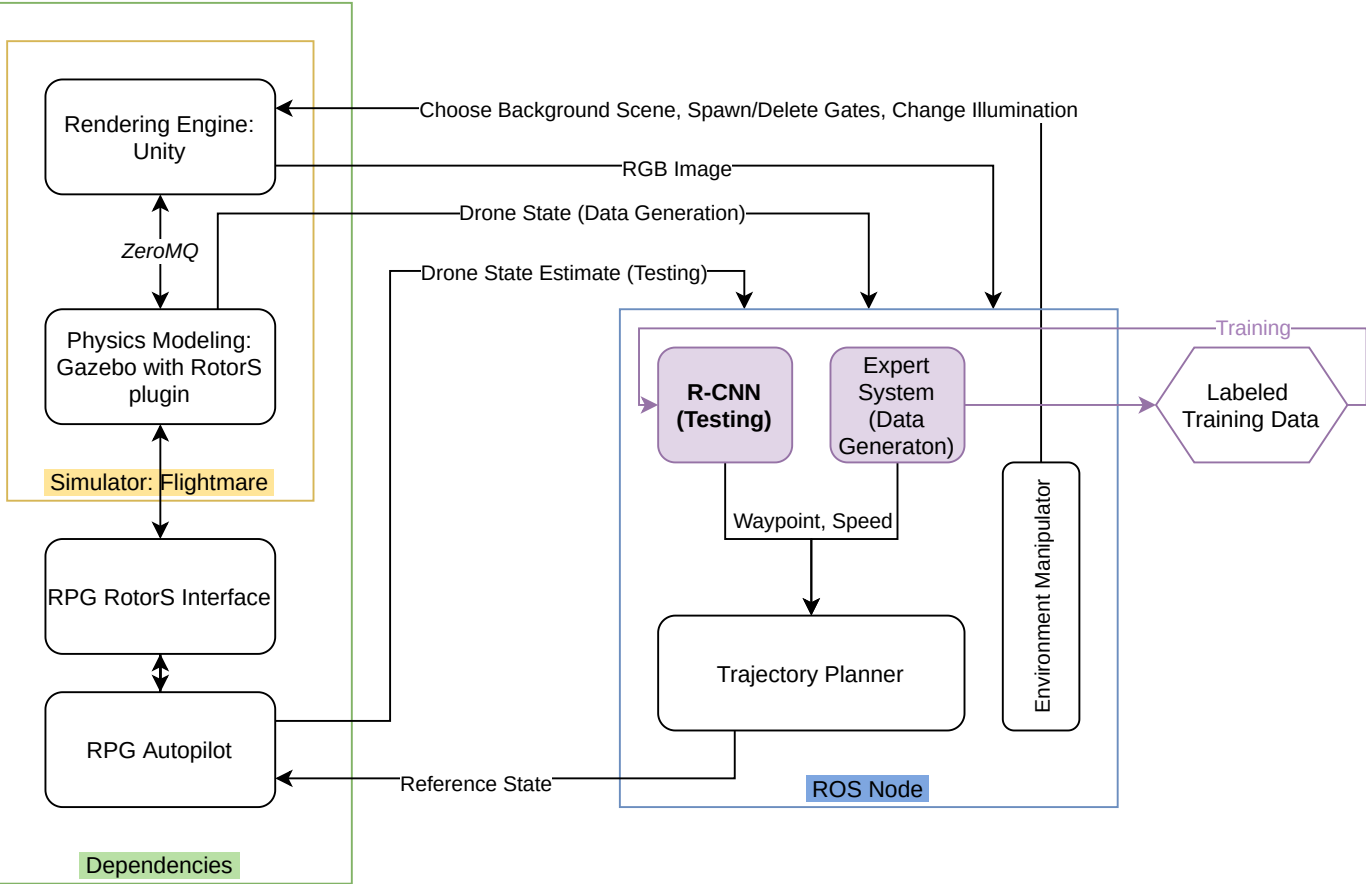 Rendering Engine:
Unity
Choose Background Scene, Spawn/Delete Gates, Change Illumination
RGB Image
Drone State (Data Generation)
ZeroMQ
Drone State Estimate (Testing)
Physics Modeling:
Gazebo with RotorS
plugin
Simulator: Flightmare
RPG RotorS Interface
RPG Autopilot
Dependencies
Training
R-CNN
(Testing)
Expert
System
(Data
Generaton)
Labeled
Training Data
Waypoint, Speed
Environment Manipulator
Trajectory Planner
Reference State
ROS Node